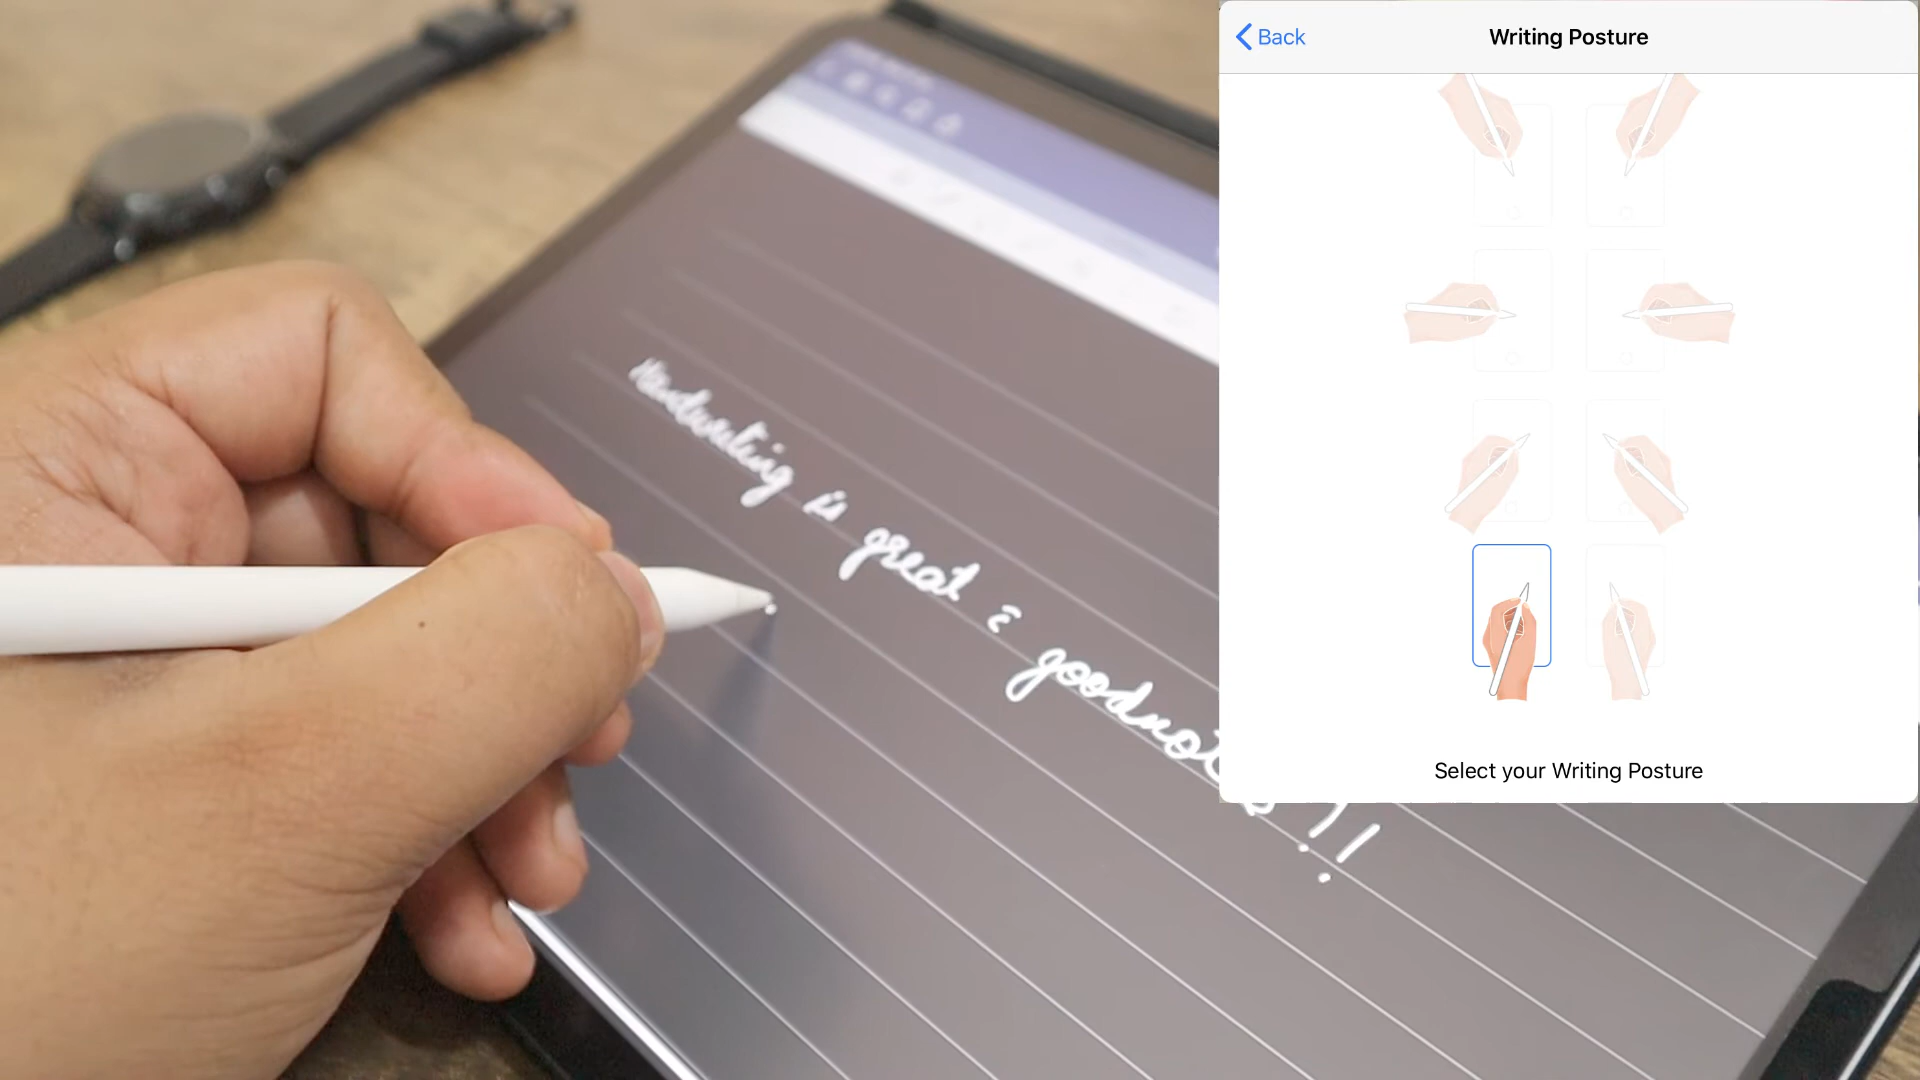 Back
Writing Posture
Handwriting is great
in goodnotes !!
Select your Writing Posture